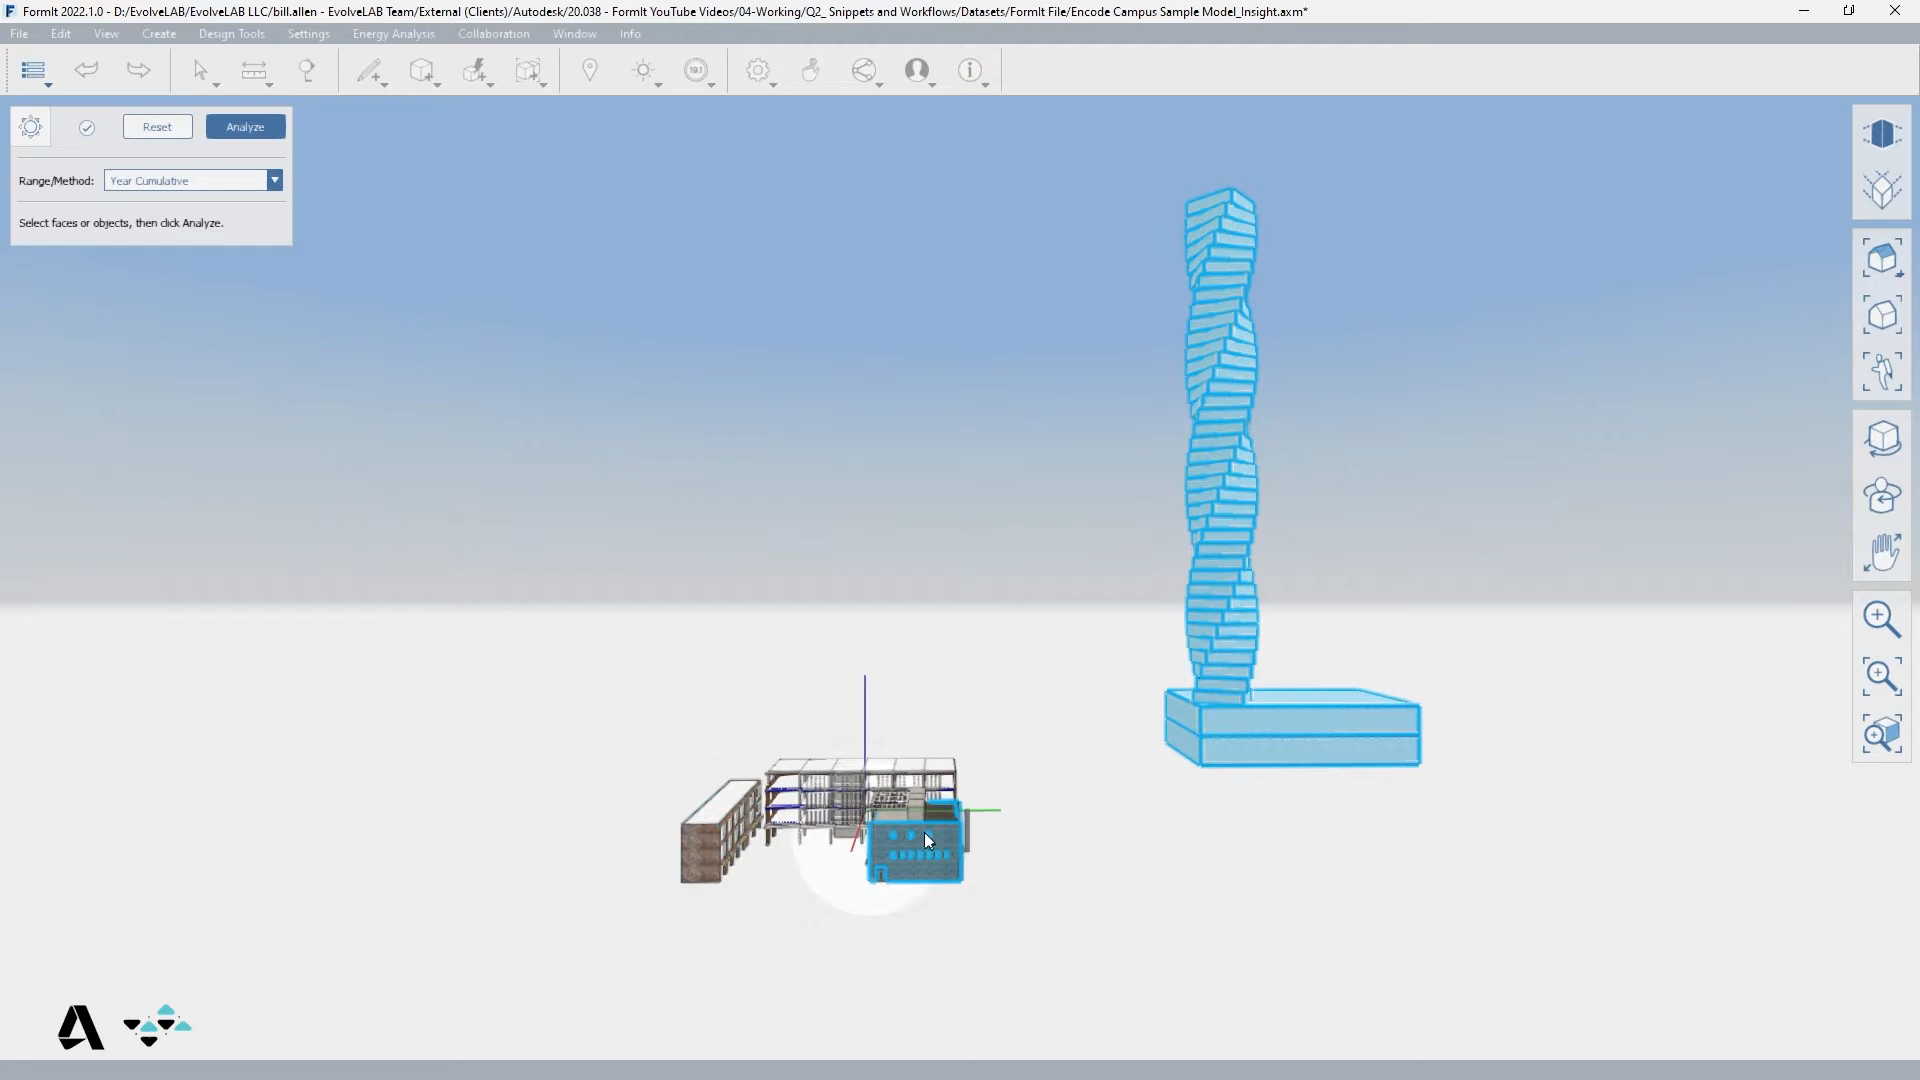 FormIt 2022.1.0 - D:/EvolveLAB/EvolveLAB LLC/bill.allen - EvolveLAB Team/External (Clients)/Autodesk/20.038 - FormIt YouTube Videos/04-Working/Q2_ Snippets and Workflows/Datasets/FormIt File/Encode Campus Sample Model_Insight.axm*
File Edit View Create Design Tools Settings Energy Analysis Collaboration Window Info
19.1
Reset Analyze
Range/Method: Year Cumulative
Select faces or objects, then click Analyze.